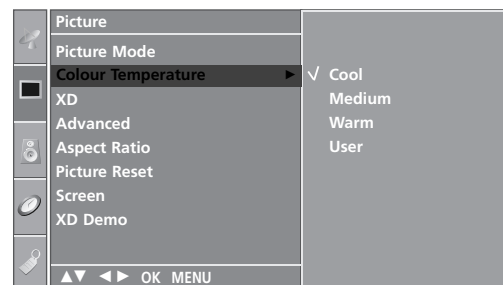 Picture
Picture Mode
Colour Temperature ► √ Cool
XD Medium
Advanced Warm
Aspect Ratio User
Picture Reset
Screen
XD Demo
▲▼ ◄► OK MENU